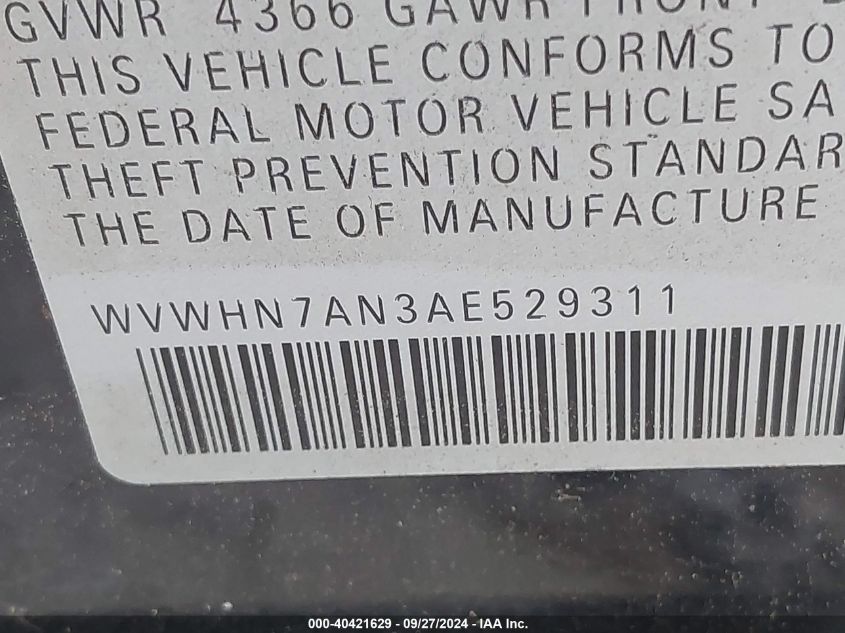 GVWR 4366 GAWR FRONT
THIS VEHICLE CONFORMS TO
FEDERAL MOTOR VEHICLE SA
THEFT PREVENTION STANDAR
THE DATE OF MANUFACTURE
WVWHN7AN3AE529311
000-40421629 - 09/27/2024 - IAA Inc.